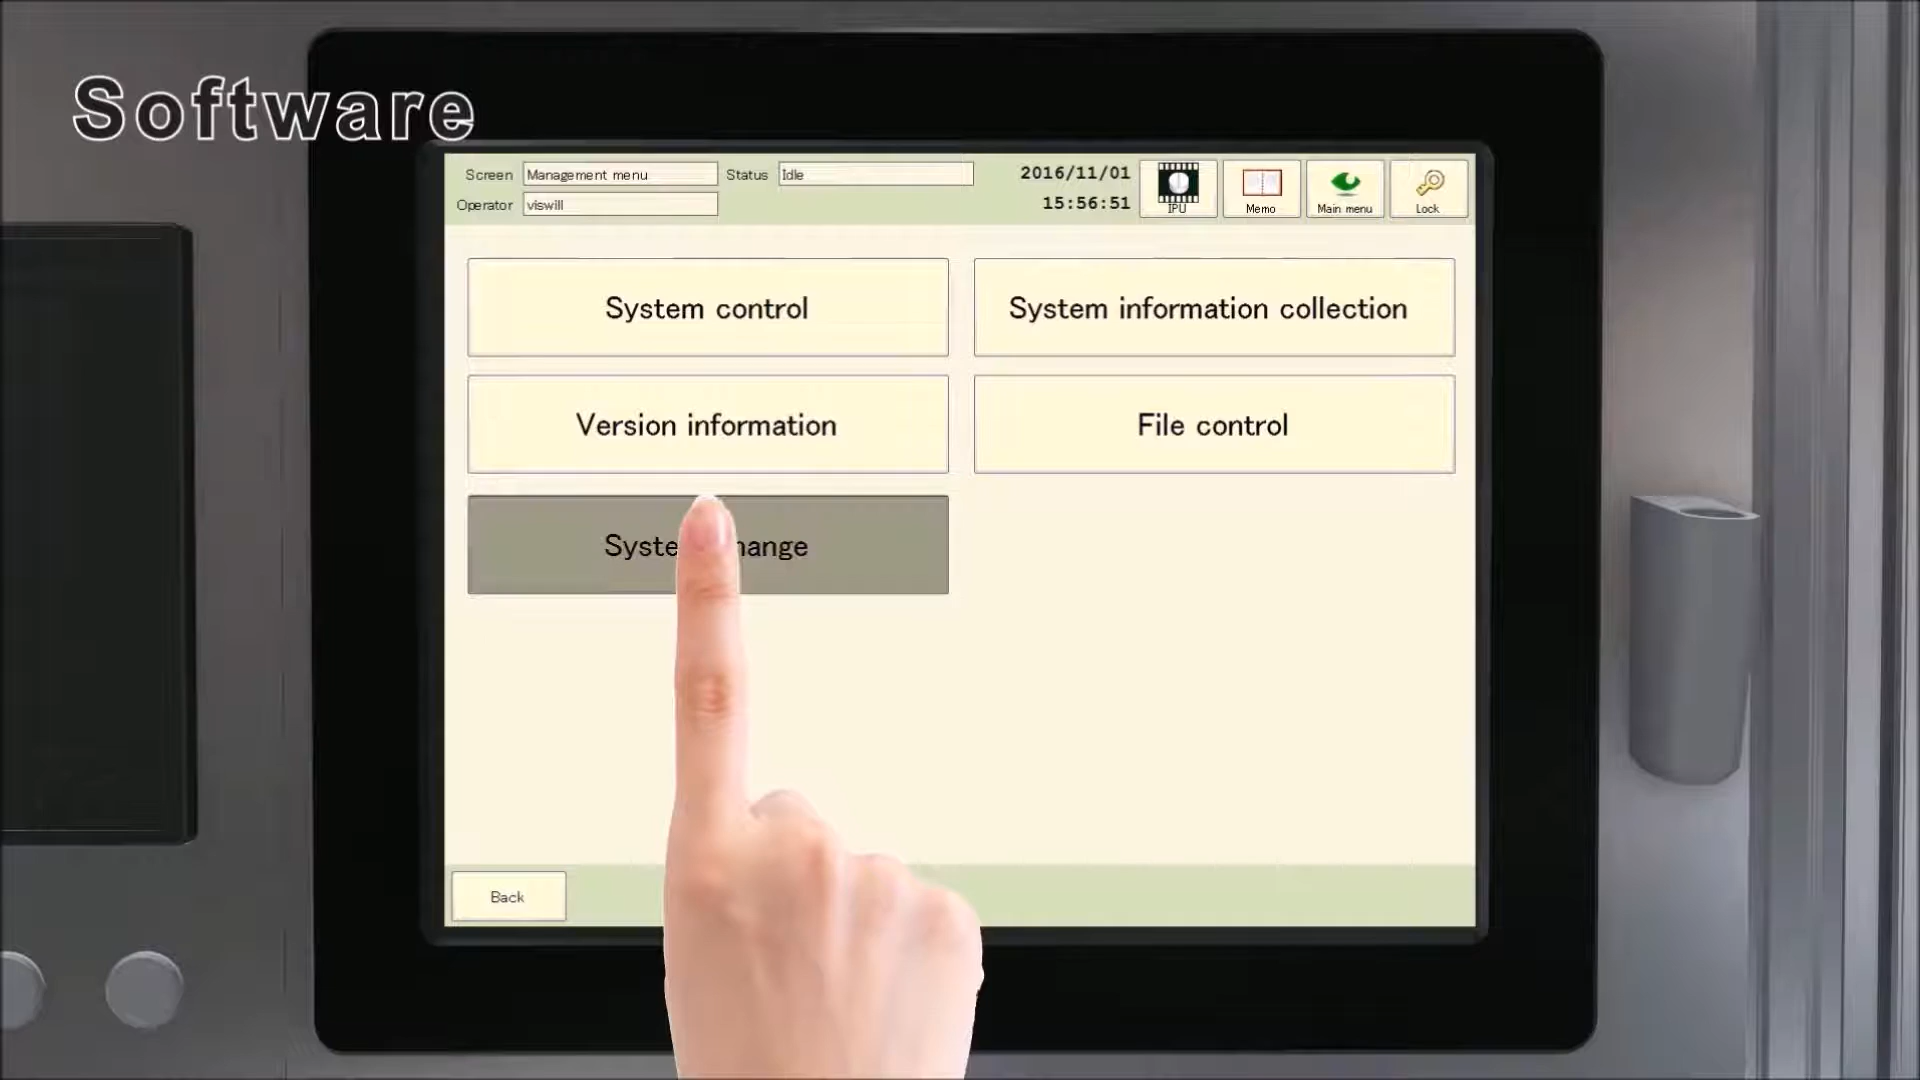 Software
Screen Management menu Status Idle 2016/11/01
Operator viswill 15:56:51
IPU Memo Main menu Lock
System control System information collection
Version information File control
Syste hange
Back